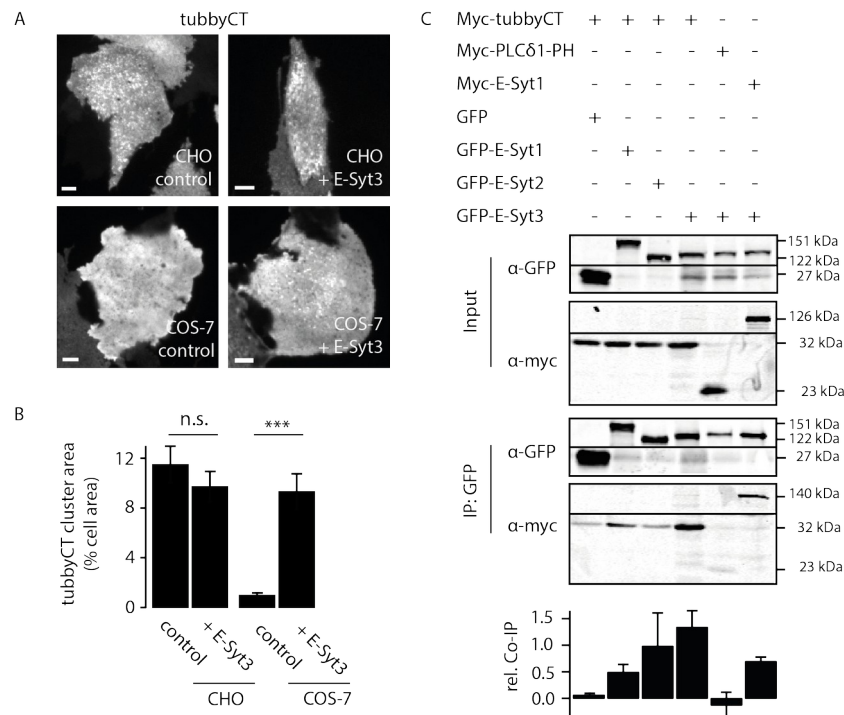 A
tubbyCT
CHO
control
CHO
+ E-Syt3
COS-7
control
COS-7
+ E-Syt3
B
n.s.
***
tubbyCT cluster area
(% cell area)
12
8
4
0
control
+ E-Syt3
control
+ E-Syt3
CHO
COS-7
C
Myc-tubbyCT + + + + - -
Myc-PLCδ1-PH - - - - + -
Myc-E-Syt1 - - - - - +
GFP + - - - - -
GFP-E-Syt1 - + - - - -
GFP-E-Syt2 - - + - - -
GFP-E-Syt3 - - - + + +
Input
α-GFP
151 kDa
122 kDa
27 kDa
α-myc
126 kDa
32 kDa
23 kDa
IP: GFP
α-GFP
151 kDa
122 kDa
27 kDa
α-myc
140 kDa
32 kDa
23 kDa
rel. Co-IP
1.5
1.0
0.5
0.0